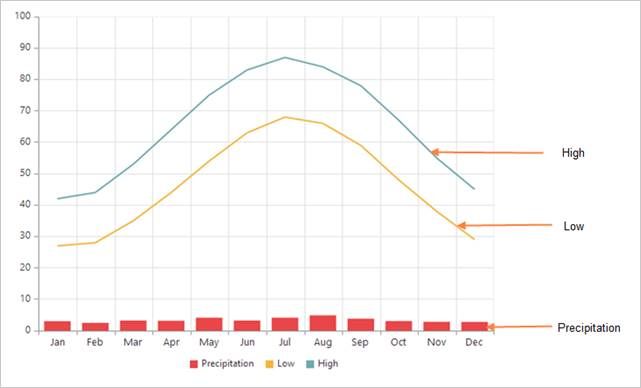 100
90
80
70
60
50
40
30
20
10
0
High
Low
Precipitation
Jan Feb Mar Apr May Jun Jul Aug Sep Oct Nov Dec
Precipitation Low High